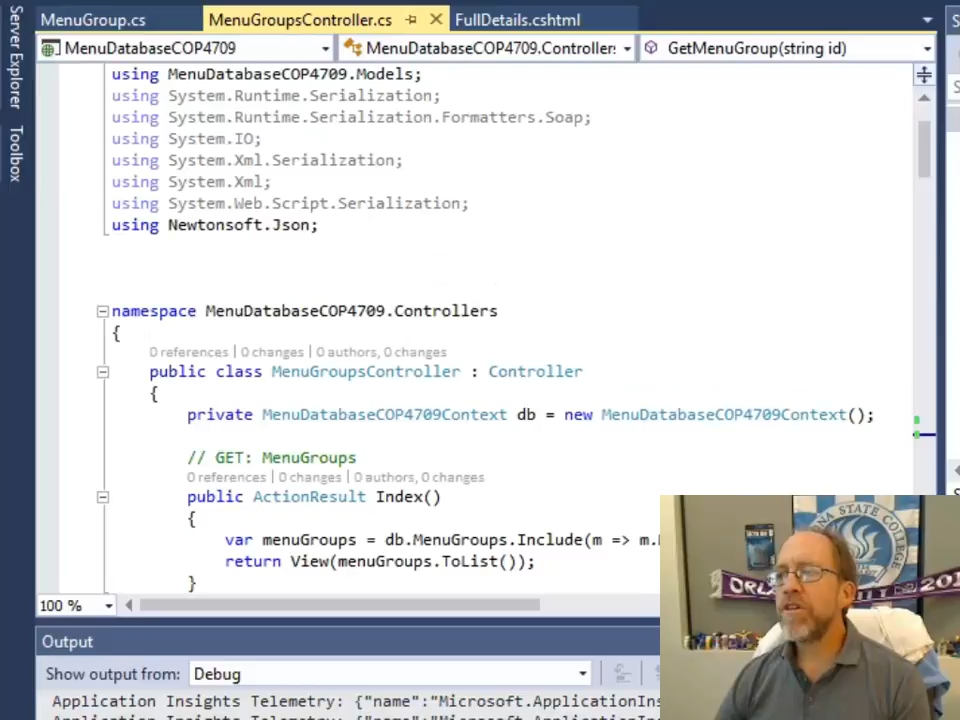 Server Explorer
Toolbox
MenuGroup.cs
MenuGroupsController.cs
FullDetails.cshtml
MenuDatabaseCOP4709
MenuDatabaseCOP4709.Controller
GetMenuGroup(string id)
using MenuDatabaseCOP4709.Models;
using System.Runtime.Serialization;
using System.Runtime.Serialization.Formatters.Soap;
using System.IO;
using System.Xml.Serialization;
using System.Xml;
using System.Web.Script.Serialization;
using Newtonsoft.Json;
namespace MenuDatabaseCOP4709.Controllers
{
0 references | 0 changes | 0 authors, 0 changes
public class MenuGroupsController : Controller
{
private MenuDatabaseCOP4709Context db = new MenuDatabaseCOP4709Context();
// GET: MenuGroups
0 references | 0 changes | 0 authors, 0 changes
public ActionResult Index()
{
var menuGroups = db.MenuGroups.Include(m => m.
return View(menuGroups.ToList());
}
100 %
Output
Show output from: Debug
Application Insights Telemetry: {"name":"Microsoft.ApplicationIns
STATE COLLEGE
ORL
201